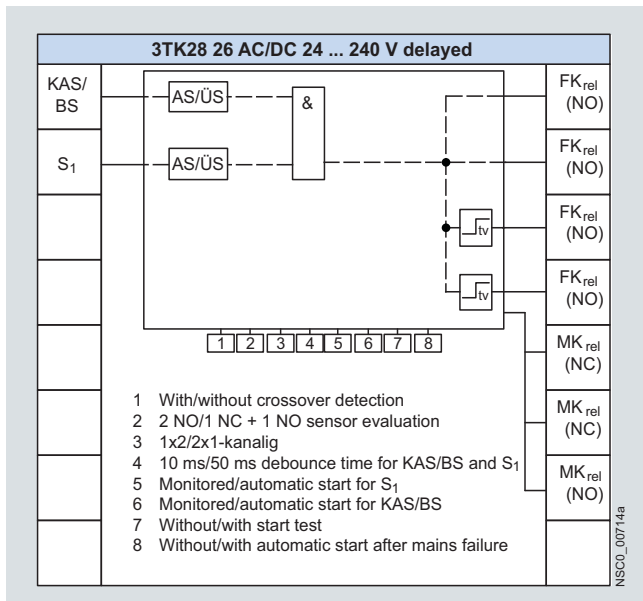 3TK28 26 AC/DC 24 ... 240 V delayed
KAS/
BS
AS/ÜS
&
FKrel
(NO)
S1
AS/ÜS
FKrel
(NO)
tv
FKrel
(NO)
tv
FKrel
(NO)
1 2 3 4 5 6 7 8
MK rel
(NC)
MK rel
(NC)
MKrel
(NO)
1 With/without crossover detection
2 2 NO/1 NC + 1 NO sensor evaluation
3 1x2/2x1-kanalig
4 10 ms/50 ms debounce time for KAS/BS and S1
5 Monitored/automatic start for S1
6 Monitored/automatic start for KAS/BS
7 Without/with start test
8 Without/with automatic start after mains failure
NSC0_00714a